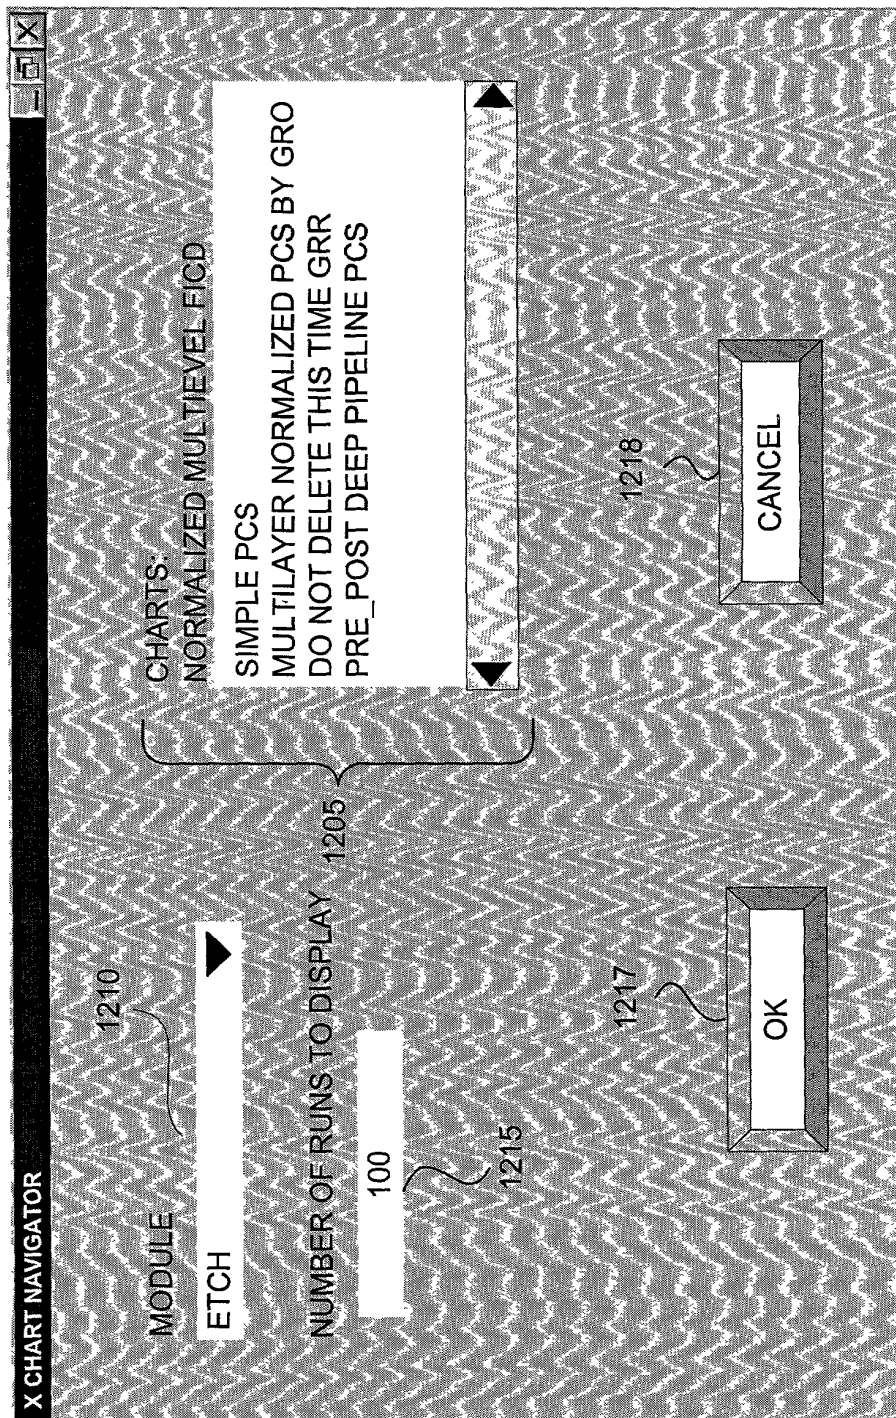 X CHART NAVIGATOR
MODULE
1210
ETCH
NUMBER OF RUNS TO DISPLAY
100
1215
1205
CHARTS:
NORMALIZED MULTIEVEL FICD
SIMPLE PCS
MULTILAYER NORMALIZED PCS BY GRO
DO NOT DELETE THIS TIME GRR
PRE_POST DEEP PIPELINE PCS
1217
OK
1218
CANCEL